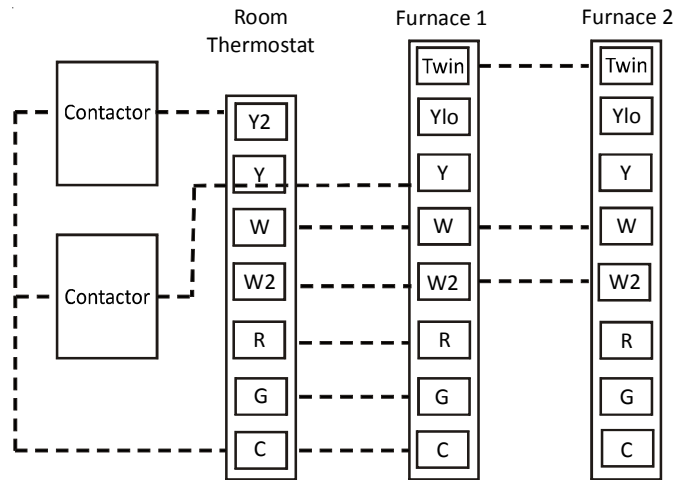 Room
Thermostat
Furnace 1
Furnace 2
Contactor
Contactor
Y2
Y
W
W2
R
G
C
Twin
Ylo
Y
W
W2
R
G
C
Twin
Ylo
Y
W
W2
R
G
C